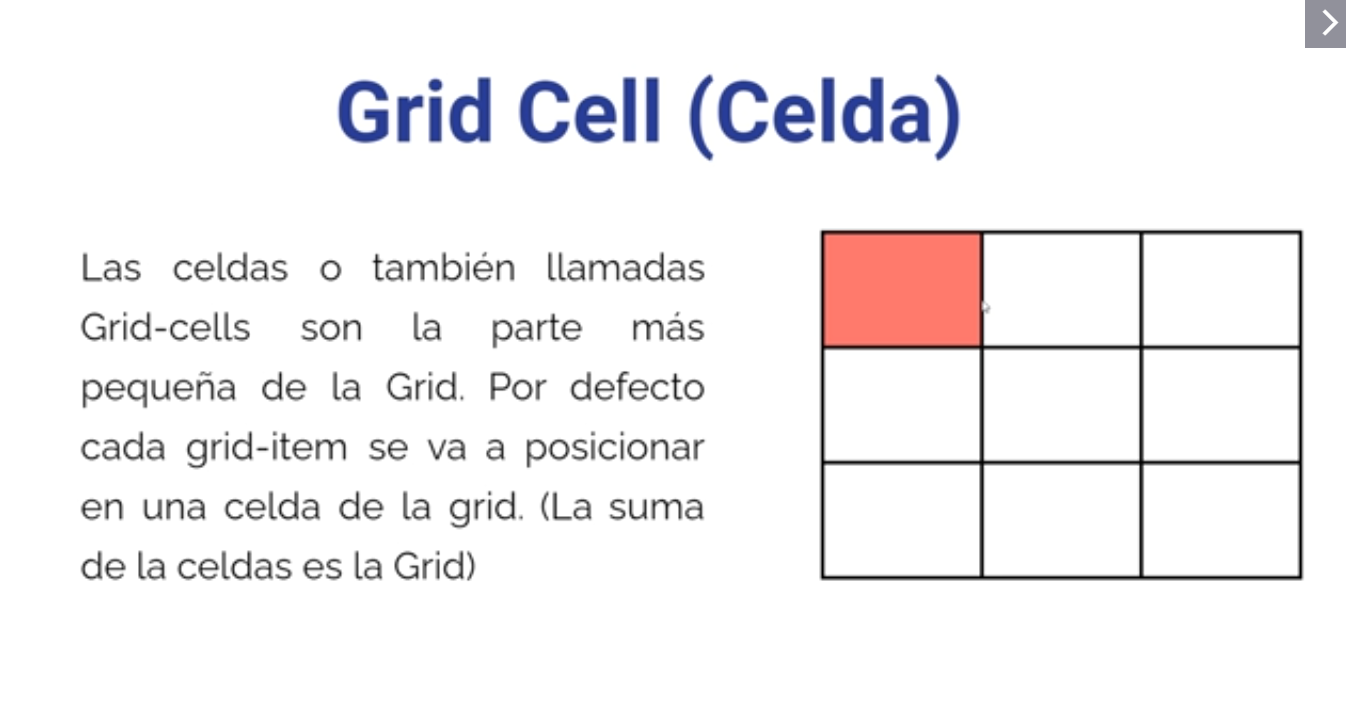 Grid Cell (Celda)
Las celdas o también llamadas
Grid-cells son la parte más
pequeña de la Grid. Por defecto
cada grid-item se va a posicionar
en una celda de la grid. (La suma
de la celdas es la Grid)